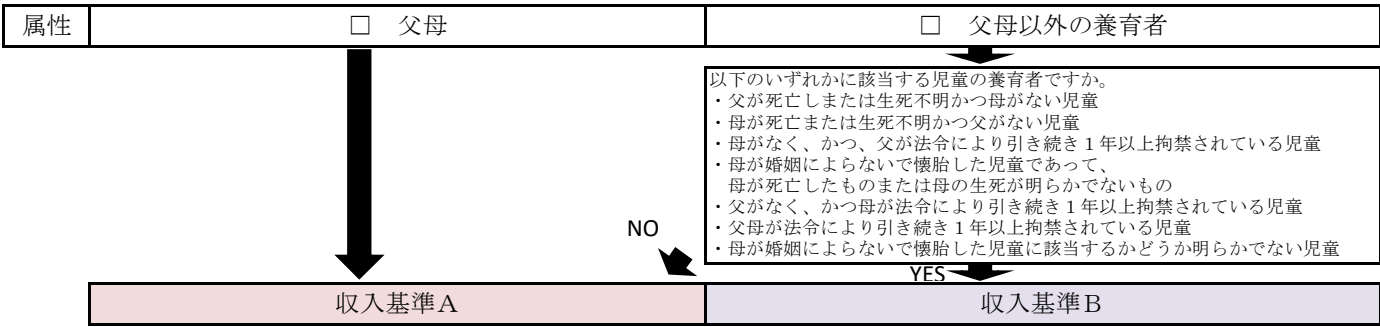 属性
□ 父母
□ 父母以外の養育者
以下のいずれかに該当する児童の養育者ですか。
・父が死亡しまたは生死不明かつ母がない児童
・母が死亡または生死不明かつ父がない児童
・母がなく、かつ、父が法令により引き続き１年以上拘禁されている児童
・母が婚姻によらないで懐胎した児童であって、
母が死亡したものまたは母の生死が明らかでないもの
・父がなく、かつ母が法令により引き続き１年以上拘禁されている児童
・父母が法令により引き続き１年以上拘禁されている児童
・母が婚姻によらないで懐胎した児童に該当するかどうか明らかでない児童
NO
YES
収入基準Ａ
収入基準Ｂ